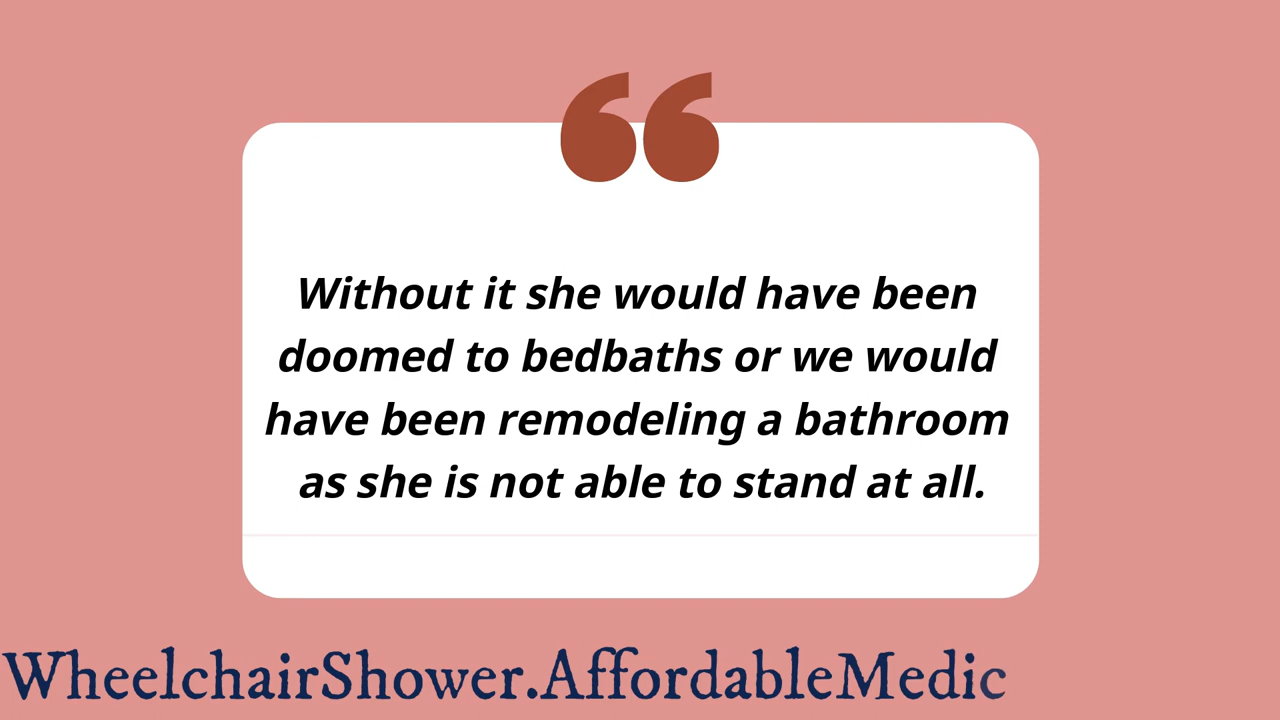 Without it she would have been
doomed to bedbaths or we would
have been remodeling a bathroom
as she is not able to stand at all.
WheelchairShower.AffordableMedic